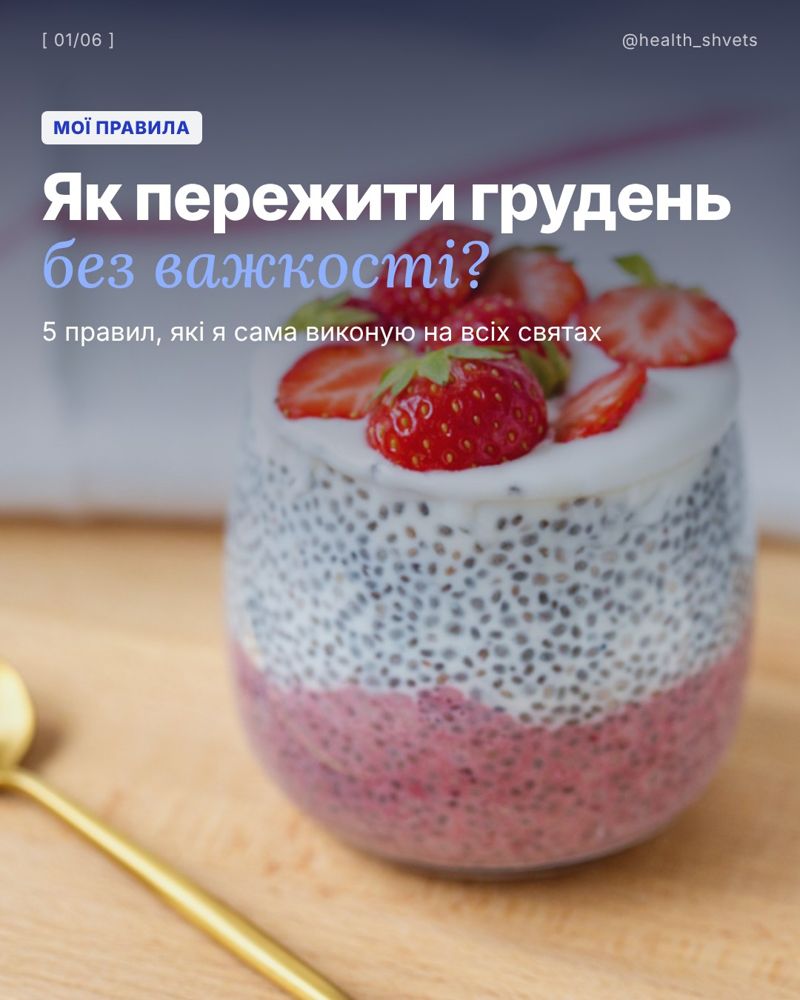 [ 01/06 ]
@health_shvets
МОЇ ПРАВИЛА
Як пережити грудень
без важкості?
5 правил, які я сама виконую на всіх святах